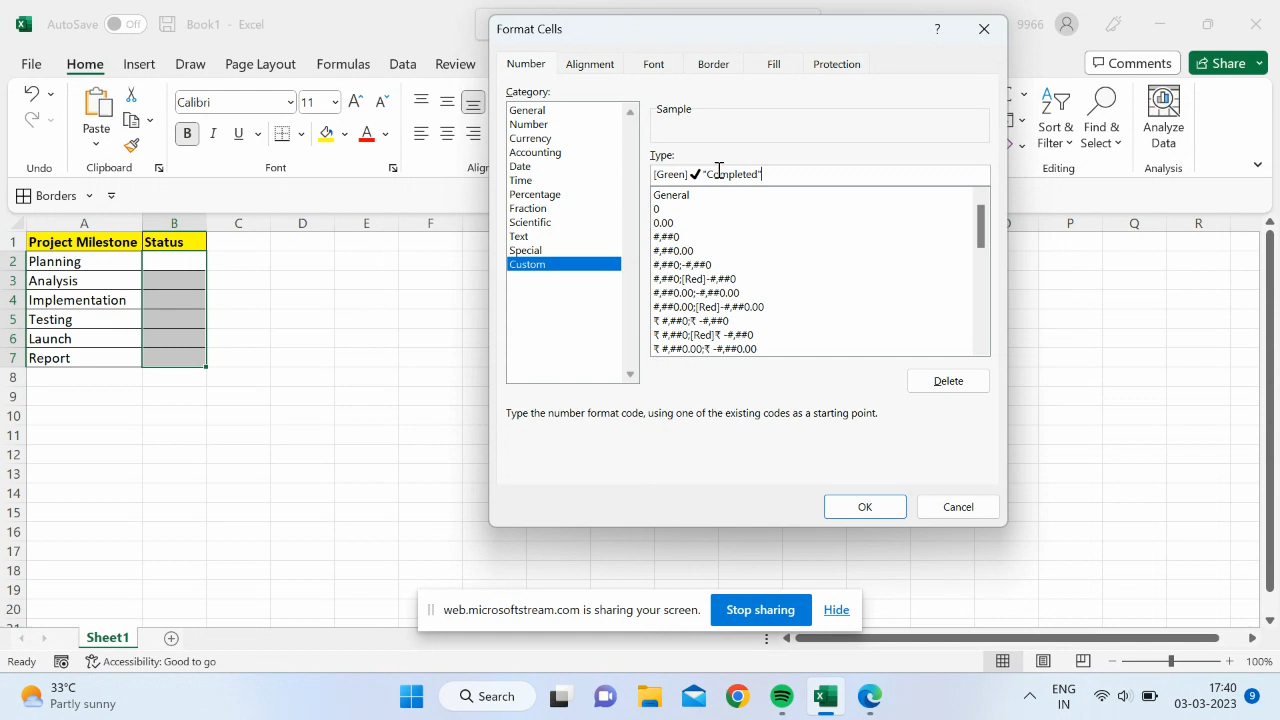 AutoSave Off Book1 - Excel 9966
File Home Insert Draw Page Layout Formulas Data Review Comments Share
Calibri 11
B I U A
Paste
Sort & Filter
Find & Select
Analyze Data
Undo Clipboard Font Align Editing Analysis
Borders
A B C D E F P Q R
1 Project Milestone Status
2 Planning
3 Analysis
4 Implementation
5 Testing
6 Launch
7 Report
8
9
10
11
12
13
14
15
16
17
18
19
20
21
Format Cells ?
Number Alignment Font Border Fill Protection
Category:
General
Number
Currency
Accounting
Date
Time
Percentage
Fraction
Scientific
Text
Special
Custom
Sample
Type:
[Green]✔"Completed"
General
0
0.00
#,##0
#,##0.00
#,##0;-#,##0
#,##0;[Red]-#,##0
#,##0.00;-#,##0.00
#,##0.00;[Red]-#,##0.00
₹ #,##0;₹ -#,##0
₹ #,##0;[Red]₹ -#,##0
₹ #,##0.00;₹ -#,##0.00
Delete
Type the number format code, using one of the existing codes as a starting point.
OK Cancel
web.microsoftstream.com is sharing your screen. Stop sharing Hide
Sheet1
Ready Accessibility: Good to go 100%
33°C
Partly sunny
Search
ENG
IN
17:40
03-03-2023
9